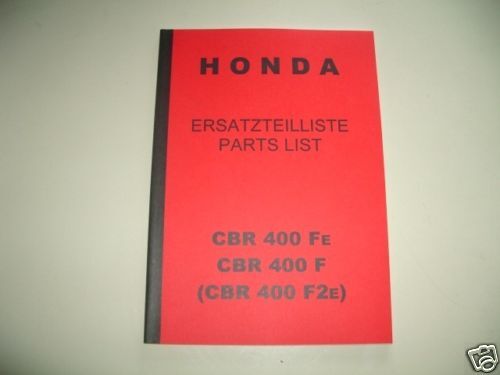 HONDA
ERSATZTEILLISTE
PARTS LIST
CBR 400 FE
CBR 400 F
(CBR 400 F2E)